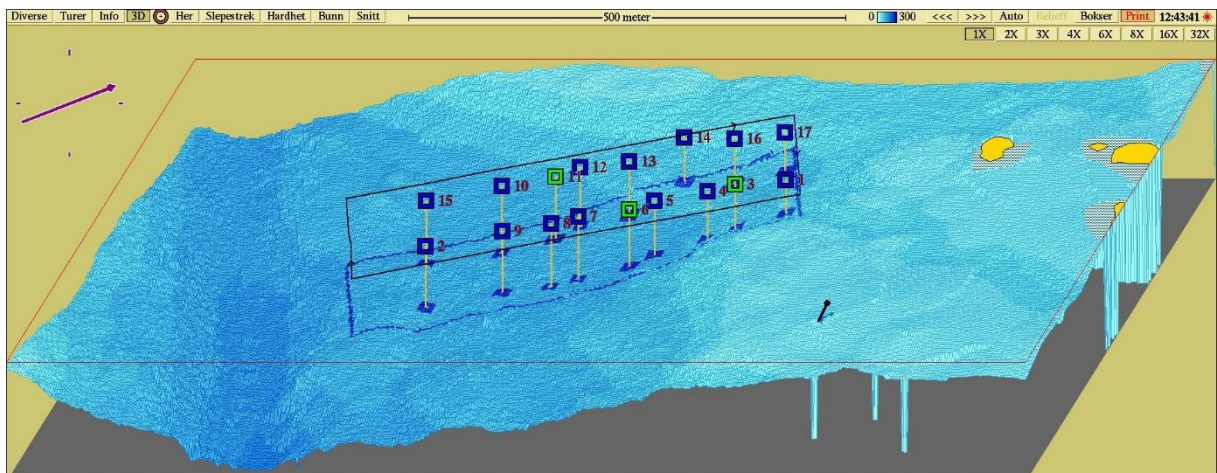 Diverse Turer Info 3D Her Slepestrek Hardhet Bunn Snitt 500 meter 0 300 <<< >>> Auto Relieff Bokser Print 12:43:41
1X 2X 3X 4X 6X 8X 16X 32X
14 16 17
12 13
15 10 11
4 3 1
5
2 9 8 7 6